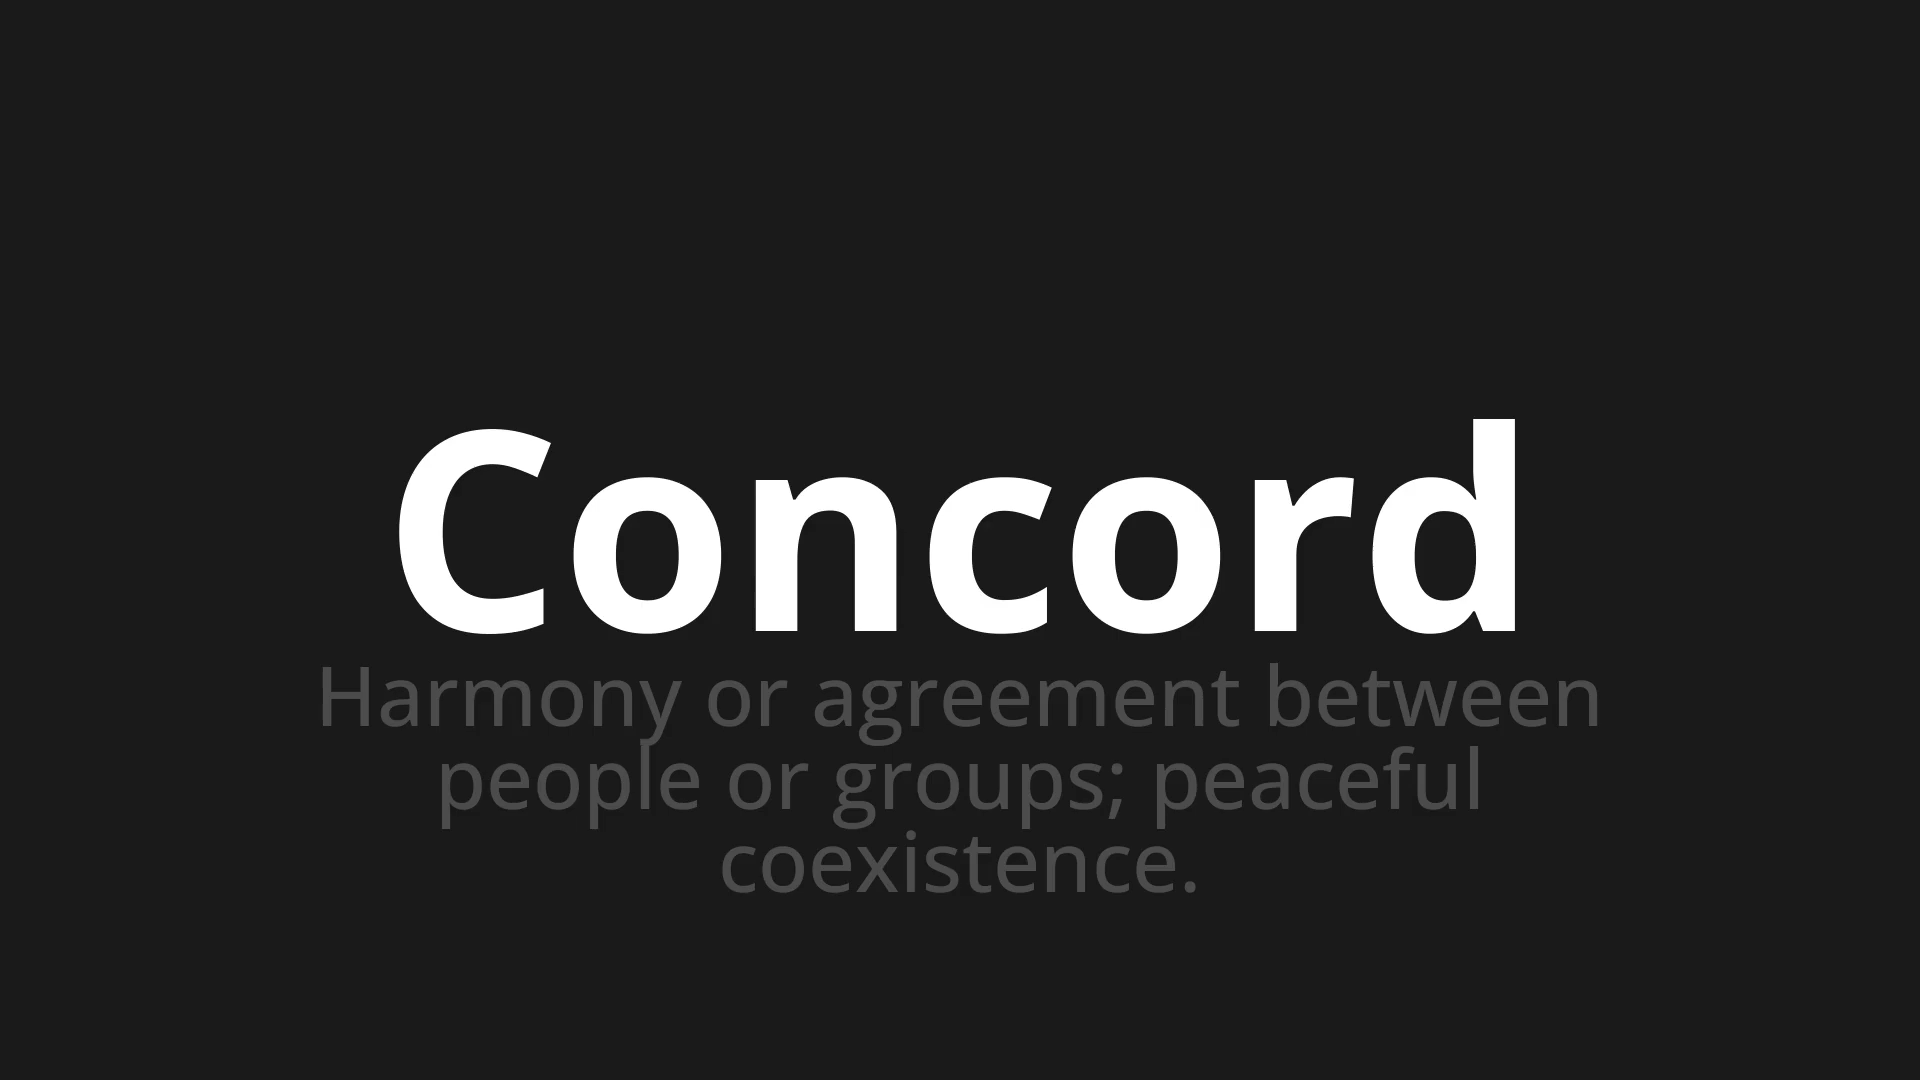 Concord
Harmony or agreement between
people or groups; peaceful
coexistence.